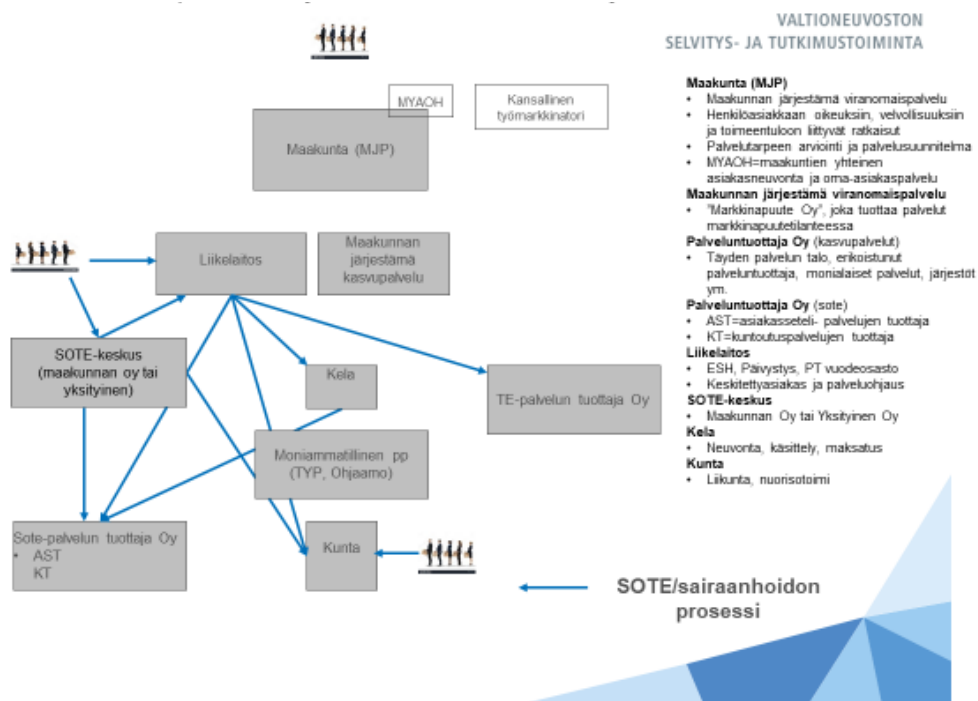 VALTIONEUVOSTON
SELVITYS- JA TUTKIMUSTOIMINTA
MYAOH
Kansallinen
työmarkkinatori
Maakunta (MJP)
Liikelaitos
Maakunnan
järjestämä
kasvupalvelu
SOTE-keskus
(maakunnan oy tai
yksityinen)
Kela
TE-palvelun tuottaja Oy
Moniammatillinen pp
(TYP, Ohjaamo)
Sote-palvelun tuottaja Oy
• AST
KT
Kunta
SOTE/sairaanhoidon
prosessi
Maakunta (MJP)
• Maakunnan järjestämä viranomaispalvelu
• Henkilöasiakkaan oikeuksiin, velvollisuuksiin
ja toimeentuloon liittyvät ratkaisut
• Palvelutarpeen arviointi ja palvelusuunnitelma
• MYAOH=maakuntien yhteinen
asiakasneuvonta ja oma-asiakaspalvelu
Maakunnan järjestämä viranomaispalvelu
• "Markkinapuute Oy", joka tuottaa palvelut
markkinapuutetilanteessa
Palveluntuottaja Oy (kasvupalvelut)
• Täyden palvelun talo, erikoistunut
palveluntuottaja, monialaiset palvelut, järjestöt
ym.
Palveluntuottaja Oy (sote)
• AST=asiakasseteli- palvelujen tuottaja
• KT=kuntoutuspalvelujen tuottaja
Liikelaitos
• ESH, Päivystys, PT vuodeosasto
• Keskitettyasiakas ja palveluohjaus
SOTE-keskus
• Maakunnan Oy tai Yksityinen Oy
Kela
• Neuvonta, käsittely, maksatus
Kunta
• Liikunta, nuorisotoimi